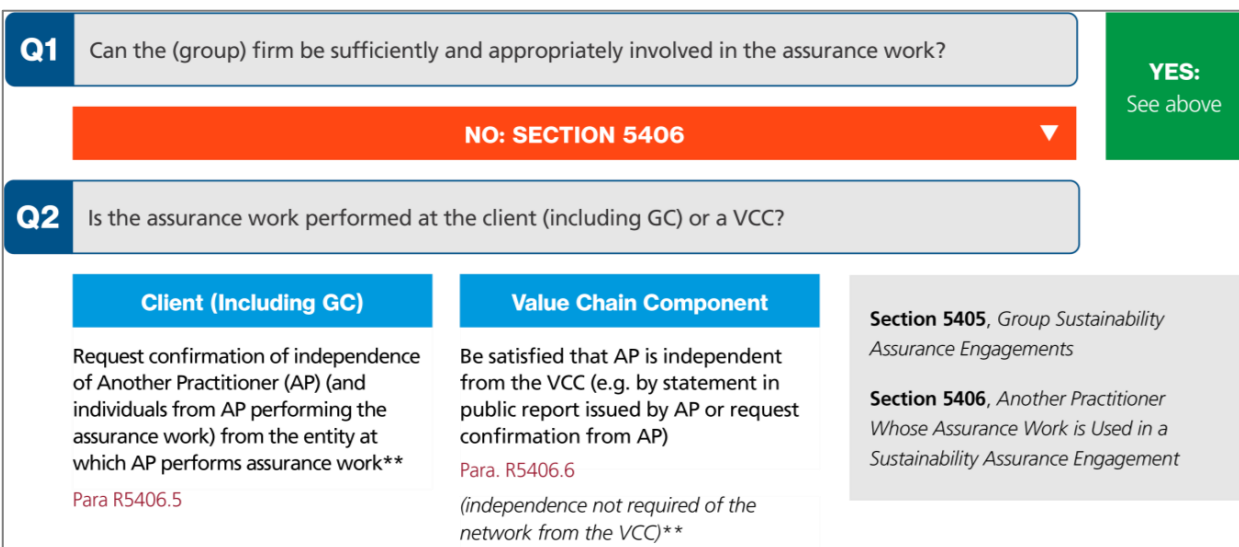 Q1
Can the (group) firm be sufficiently and appropriately involved in the assurance work?
YES:
See above
NO: SECTION 5406
Q2
Is the assurance work performed at the client (including GC) or a VCC?
Client (Including GC)
Request confirmation of independence
of Another Practitioner (AP) (and
individuals from AP performing the
assurance work) from the entity at
which AP performs assurance work**
Para R5406.5
Value Chain Component
Be satisfied that AP is independent
from the VCC (e.g. by statement in
public report issued by AP or request
confirmation from AP)
Para. R5406.6
(independence not required of the
network from the VCC)**
Section 5405, Group Sustainability
Assurance Engagements
Section 5406, Another Practitioner
Whose Assurance Work is Used in a
Sustainability Assurance Engagement